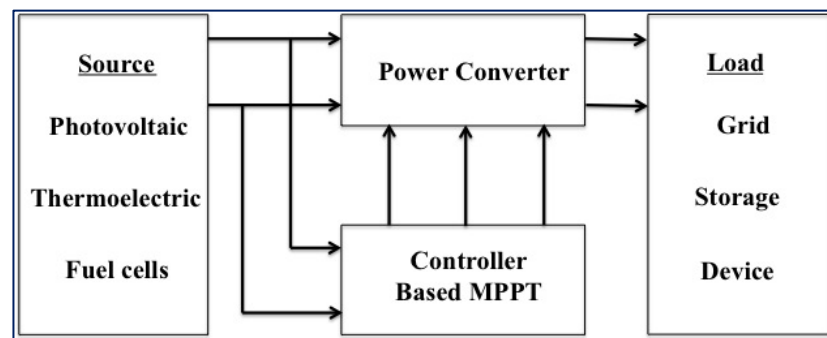 Source
Photovoltaic
Thermoelectric
Fuel cells
Power Converter
Controller
Based MPPT
Load
Grid
Storage
Device